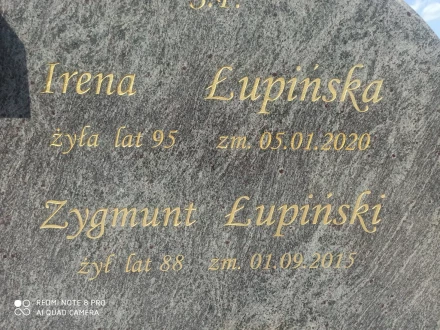 Ś.P.
Irena Łupińska
żyła lat 95 zm. 05.01.2020
Zygmunt Łupiński
żył lat 88 zm. 01.09.2015
REDMI NOTE 8 PRO
AI QUAD CAMERA